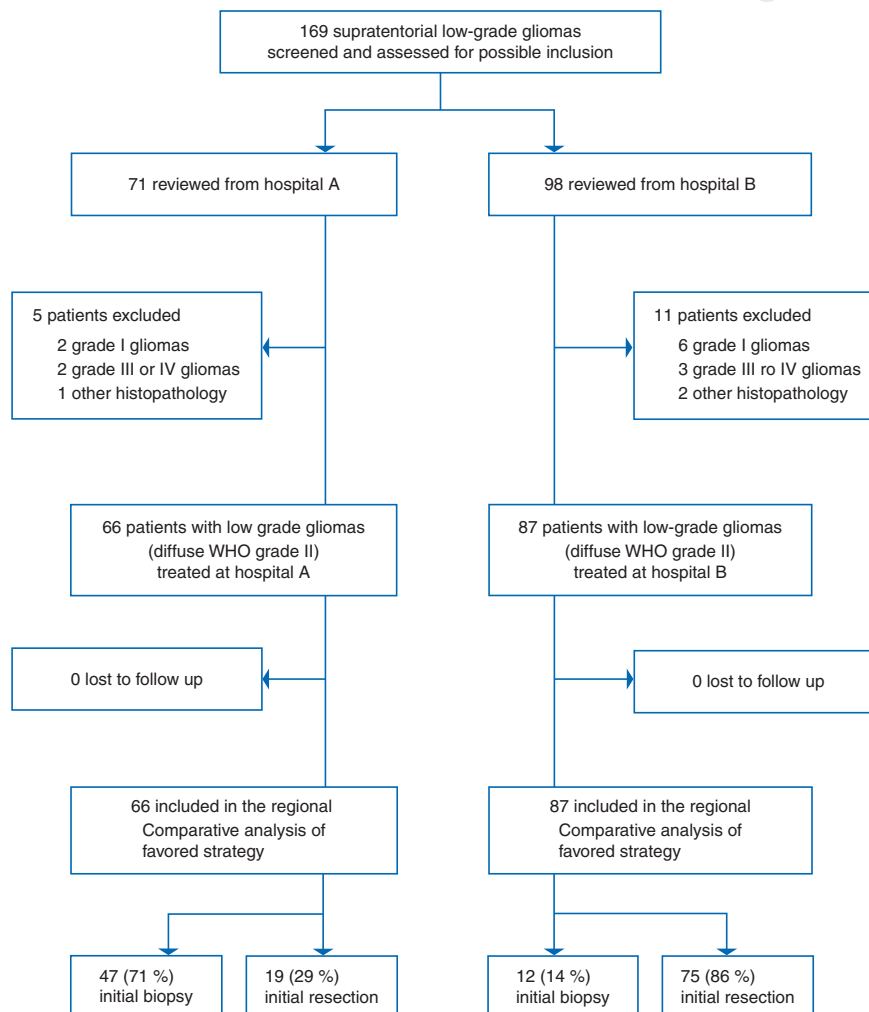 169 supratentorial low-grade gliomas
screened and assessed for possible inclusion
71 reviewed from hospital A
98 reviewed from hospital B
5 patients excluded
2 grade I gliomas
2 grade III or IV gliomas
1 other histopathology
11 patients excluded
6 grade I gliomas
3 grade III ro IV gliomas
2 other histopathology
66 patients with low grade gliomas
(diffuse WHO grade II)
treated at hospital A
87 patients with low-grade gliomas
(diffuse WHO grade II)
treated at hospital B
0 lost to follow up
0 lost to follow up
66 included in the regional
Comparative analysis of
favored strategy
87 included in the regional
Comparative analysis of
favored strategy
47 (71 %)
initial biopsy
19 (29 %)
initial resection
12 (14 %)
initial biopsy
75 (86 %)
initial resection